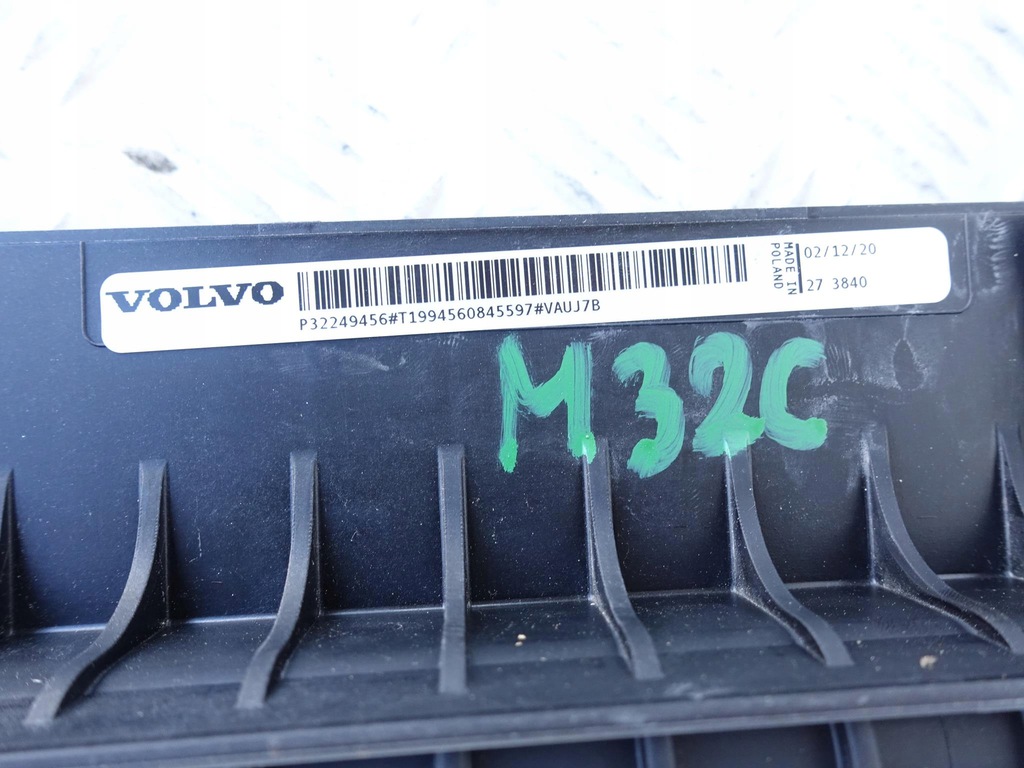 VOLVO
P32249456#T1994560845597#VAUJ7B
MADE IN
POLAND
02/12/20
27 3840
M32C